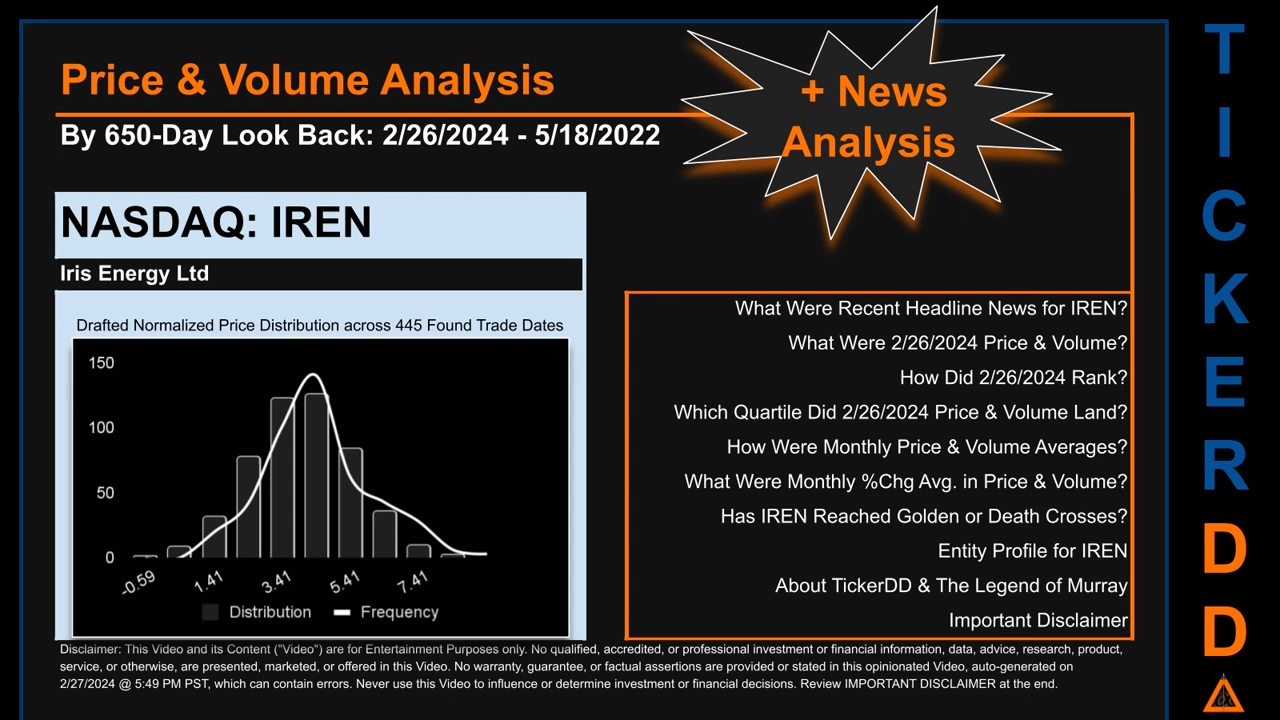 Price & Volume Analysis
+ News
Analysis
By 650-Day Look Back: 2/26/2024 - 5/18/2022
NASDAQ: IREN
Iris Energy Ltd
Drafted Normalized Price Distribution across 445 Found Trade Dates
150
100
50
0
-0.59
1.41
3.41
5.41
7.41
Distribution
Frequency
What Were Recent Headline News for IREN?
What Were 2/26/2024 Price & Volume?
How Did 2/26/2024 Rank?
Which Quartile Did 2/26/2024 Price & Volume Land?
How Were Monthly Price & Volume Averages?
What Were Monthly %Chg Avg. in Price & Volume?
Has IREN Reached Golden or Death Crosses?
Entity Profile for IREN
About TickerDD & The Legend of Murray
Important Disclaimer
Disclaimer: This Video and its Content ("Video") are for Entertainment Purposes only. No qualified, accredited, or professional investment or financial information, data, advice, research, product,
service, or otherwise, are presented, marketed, or offered in this Video. No warranty, guarantee, or factual assertions are provided or stated in this opinionated Video, auto-generated on
2/27/2024 @ 5:49 PM PST, which can contain errors. Never use this Video to influence or determine investment or financial decisions. Review IMPORTANT DISCLAIMER at the end.
T
I
C
K
E
R
D
D